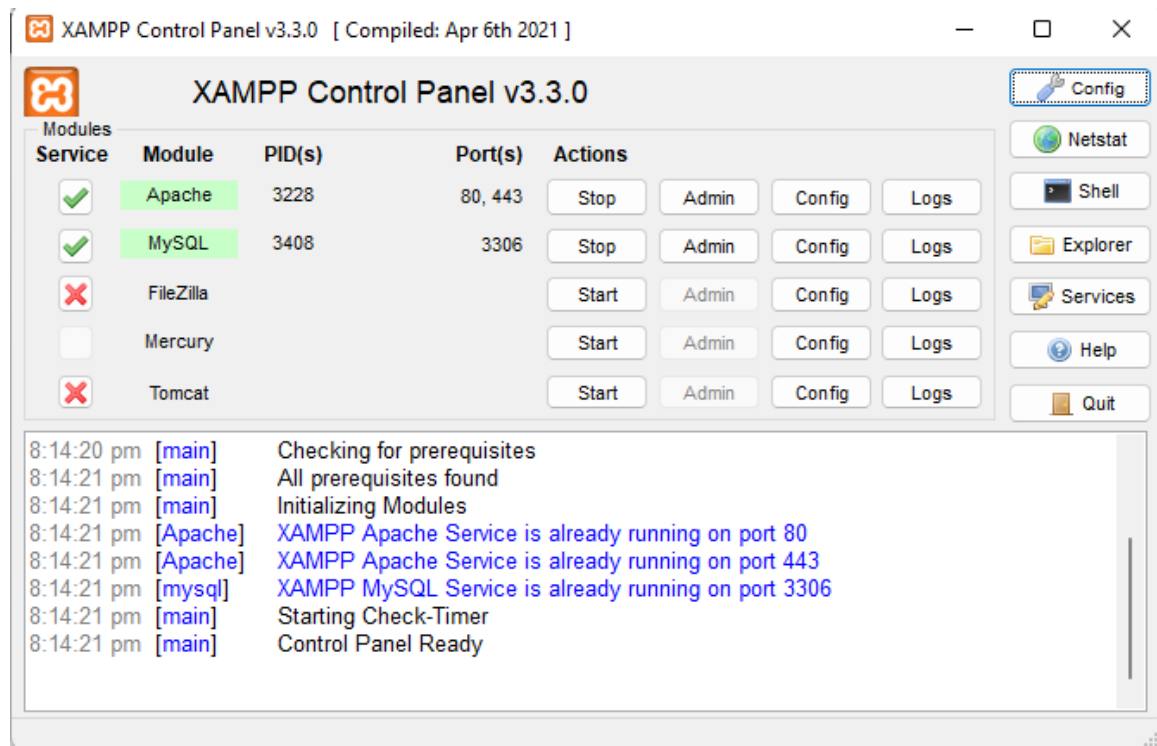 XAMPP Control Panel v3.3.0 [ Compiled: Apr 6th 2021 ]
XAMPP Control Panel v3.3.0
Config
Modules
Service Module PID(s) Port(s) Actions
Netstat
Apache 3228 80, 443 Stop Admin Config Logs
Shell
MySQL 3408 3306 Stop Admin Config Logs
Explorer
FileZilla Start Admin Config Logs
Services
Mercury Start Admin Config Logs
Help
Tomcat Start Admin Config Logs
Quit
8:14:20 pm [main] Checking for prerequisites
8:14:21 pm [main] All prerequisites found
8:14:21 pm [main] Initializing Modules
8:14:21 pm [Apache] XAMPP Apache Service is already running on port 80
8:14:21 pm [Apache] XAMPP Apache Service is already running on port 443
8:14:21 pm [mysql] XAMPP MySQL Service is already running on port 3306
8:14:21 pm [main] Starting Check-Timer
8:14:21 pm [main] Control Panel Ready